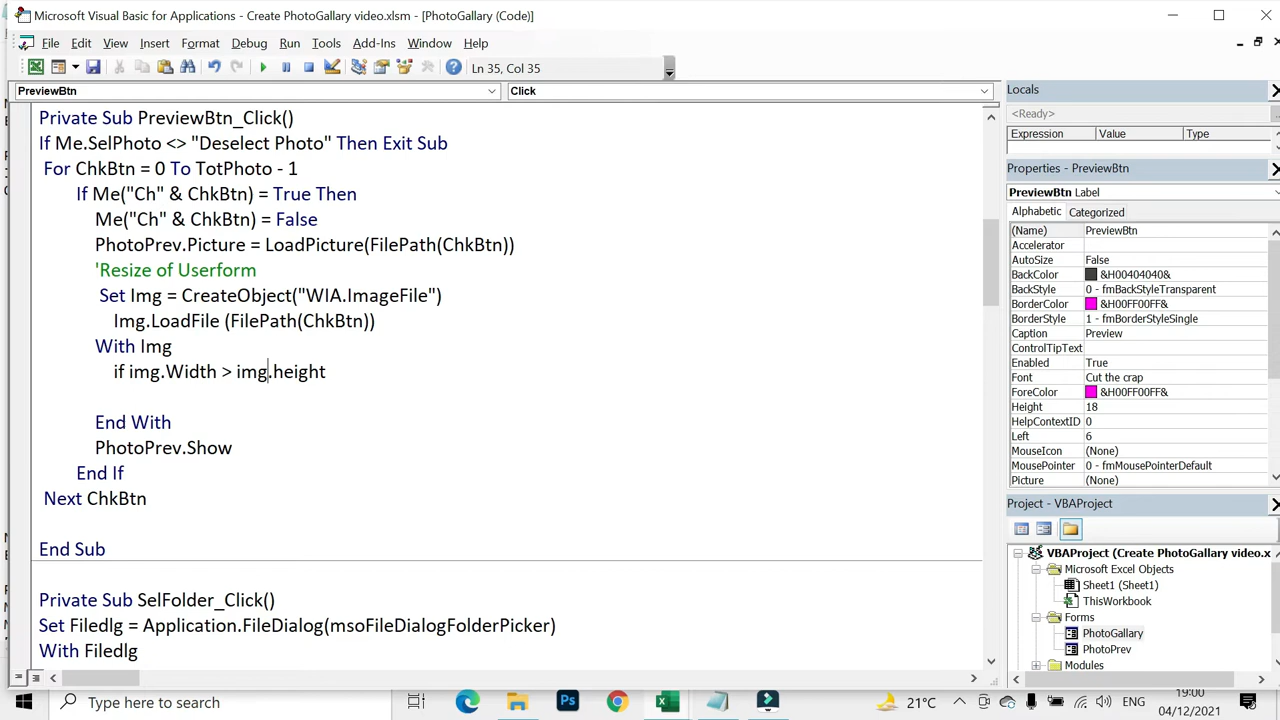 Microsoft Visual Basic for Applications - Create PhotoGallary video.xlsm - [PhotoGallary (Code)]
File Edit View Insert Format Debug Run Tools Add-Ins Window Help
Ln 35, Col 35
PreviewBtn Click
Private Sub PreviewBtn_Click()
If Me.SelPhoto <> "Deselect Photo" Then Exit Sub
For ChkBtn = 0 To TotPhoto - 1
If Me("Ch" & ChkBtn) = True Then
Me("Ch" & ChkBtn) = False
PhotoPrev.Picture = LoadPicture(FilePath(ChkBtn))
'Resize of Userform
Set Img = CreateObject("WIA.ImageFile")
Img.LoadFile (FilePath(ChkBtn))
With Img
if img.Width > img.height
End With
PhotoPrev.Show
End If
Next ChkBtn
End Sub
Private Sub SelFolder_Click()
Set Filedlg = Application.FileDialog(msoFileDialogFolderPicker)
With Filedlg
Locals
<Ready>
Expression Value Type
Properties - PreviewBtn
PreviewBtn Label
Alphabetic Categorized
(Name) PreviewBtn
Accelerator
AutoSize False
BackColor &H00404040&
BackStyle 0 - fmBackStyleTransparent
BorderColor &H00FF00FF&
BorderStyle 1 - fmBorderStyleSingle
Caption Preview
ControlTipText
Enabled True
Font Cut the crap
ForeColor &H00FF00FF&
Height 18
HelpContextID 0
Left 6
MouseIcon (None)
MousePointer 0 - fmMousePointerDefault
Picture (None)
Project - VBAProject
VBAProject (Create PhotoGallary video.x
Microsoft Excel Objects
Sheet1 (Sheet1)
ThisWorkbook
Forms
PhotoGallary
PhotoPrev
Modules
Type here to search
21°C
ENG
19:00
04/12/2021